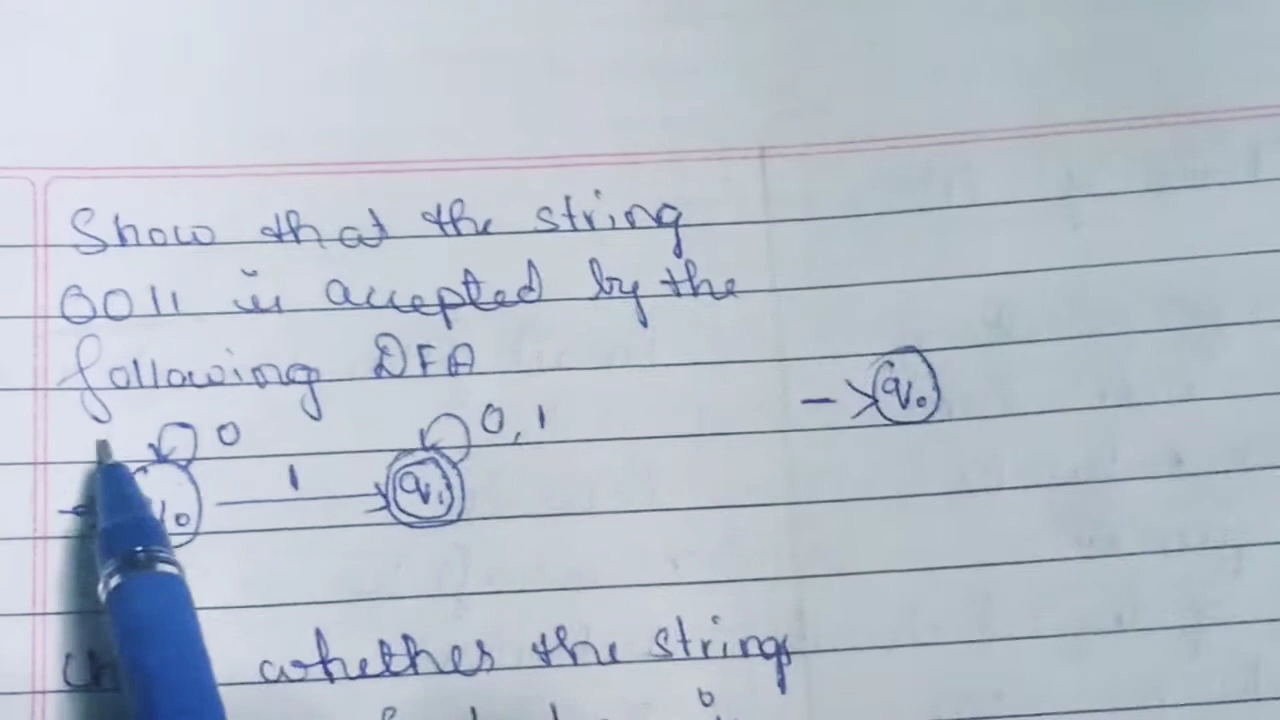 Show that the string
0011 is accepted by the
following DFA
→ q₀
0
0, 1
1
q₁
whether the strings